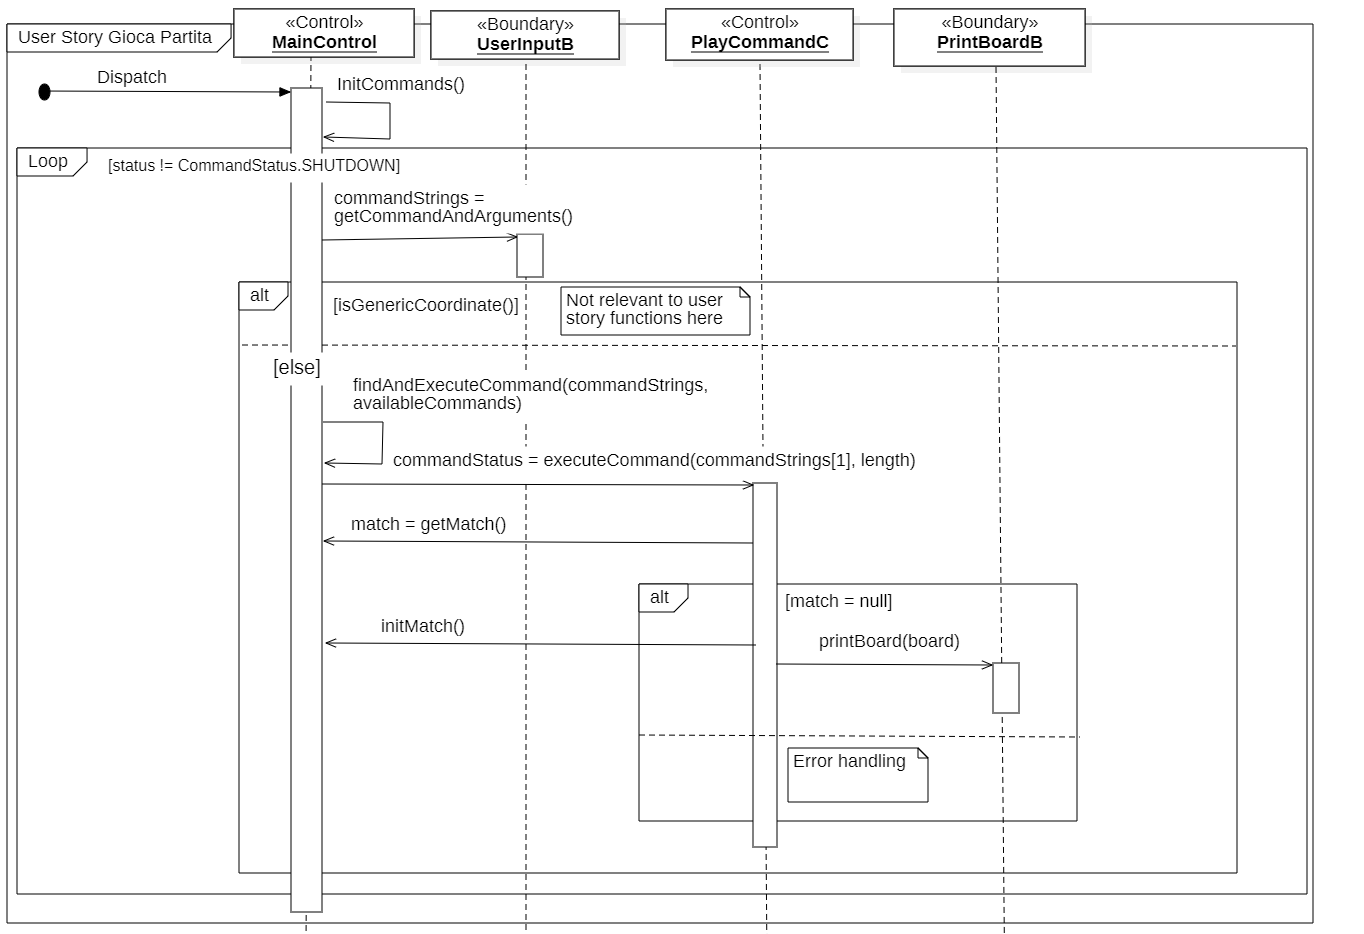 User Story Gioca Partita
«Control»
MainControl
«Boundary»
UserInputB
«Control»
PlayCommandC
«Boundary»
PrintBoardB
Dispatch
InitCommands()
Loop
[status != CommandStatus.SHUTDOWN]
commandStrings =
getCommandAndArguments()
alt
[isGenericCoordinate()]
Not relevant to user
story functions here
[else]
findAndExecuteCommand(commandStrings,
availableCommands)
commandStatus = executeCommand(commandStrings[1], length)
match = getMatch()
alt
[match = null]
initMatch()
printBoard(board)
Error handling